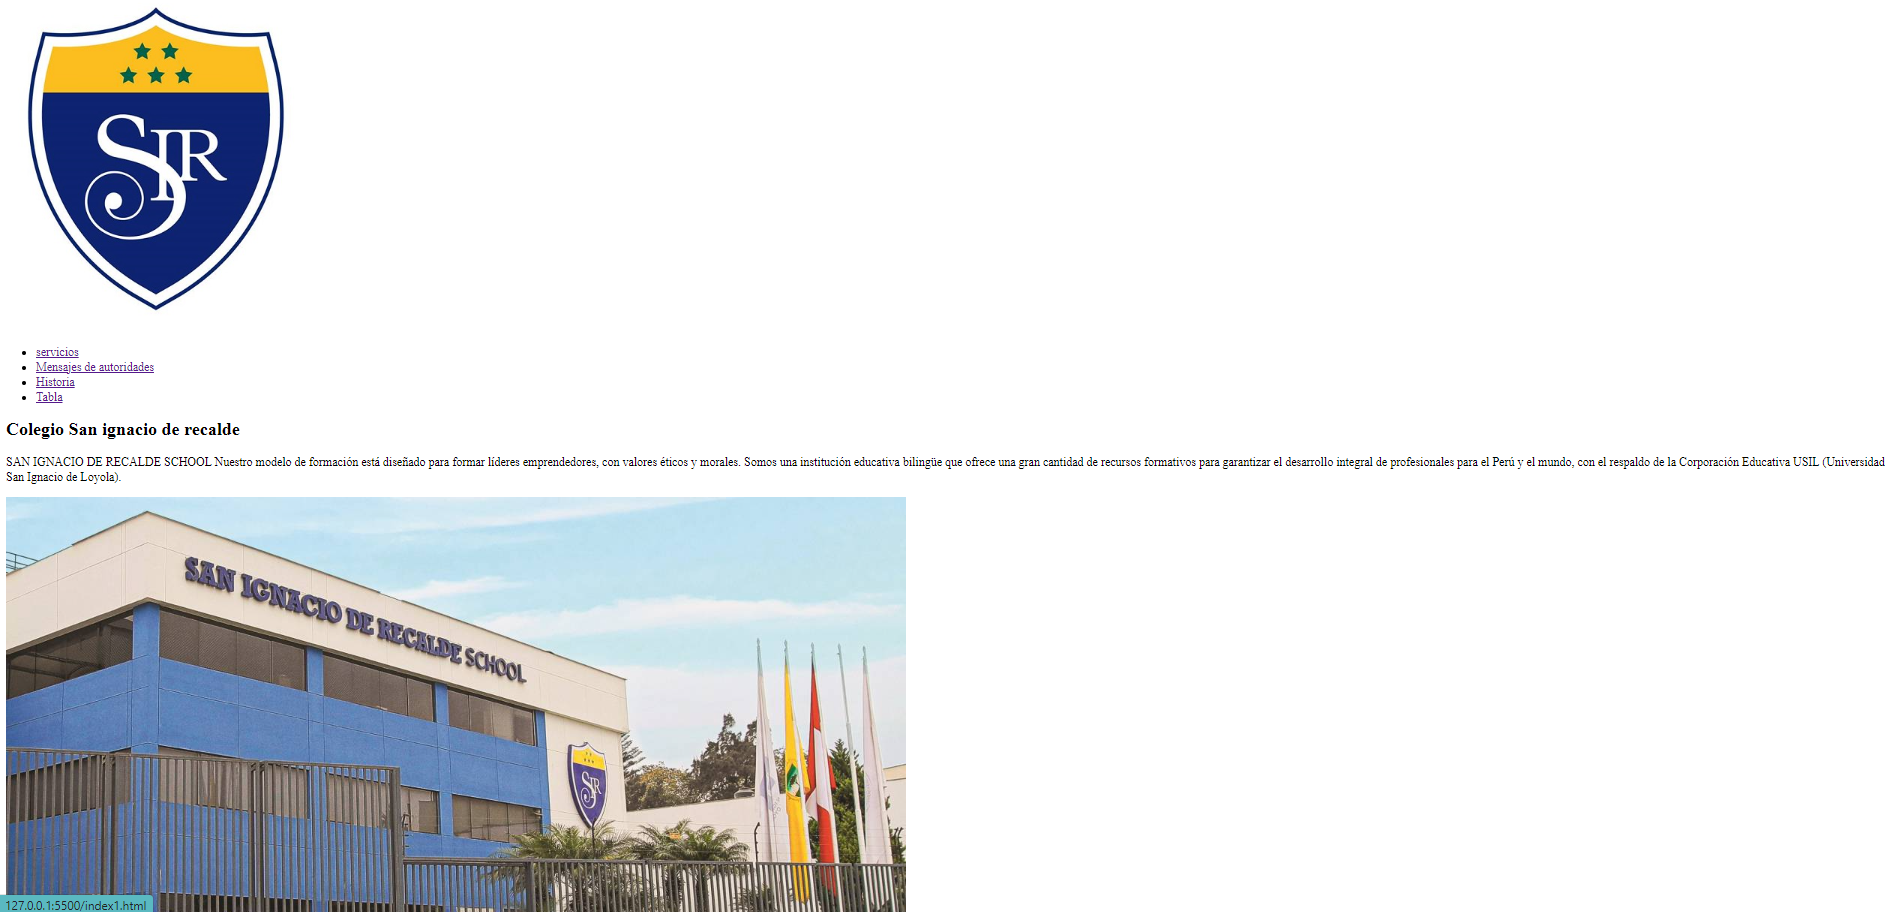 SIR
servicios
Mensajes de autoridades
Historia
Tabla
Colegio San ignacio de recalde
SAN IGNACIO DE RECALDE SCHOOL Nuestro modelo de formación está diseñado para formar líderes emprendedores, con valores éticos y morales. Somos una institución educativa bilingüe que ofrece una gran cantidad de recursos formativos para garantizar el desarrollo integral de profesionales para el Perú y el mundo, con el respaldo de la Corporación Educativa USIL (Universidad
San Ignacio de Loyola).
SAN IGNACIO DE RECALDE SCHOOL
SIR
127.0.0.1:5500/index1.html